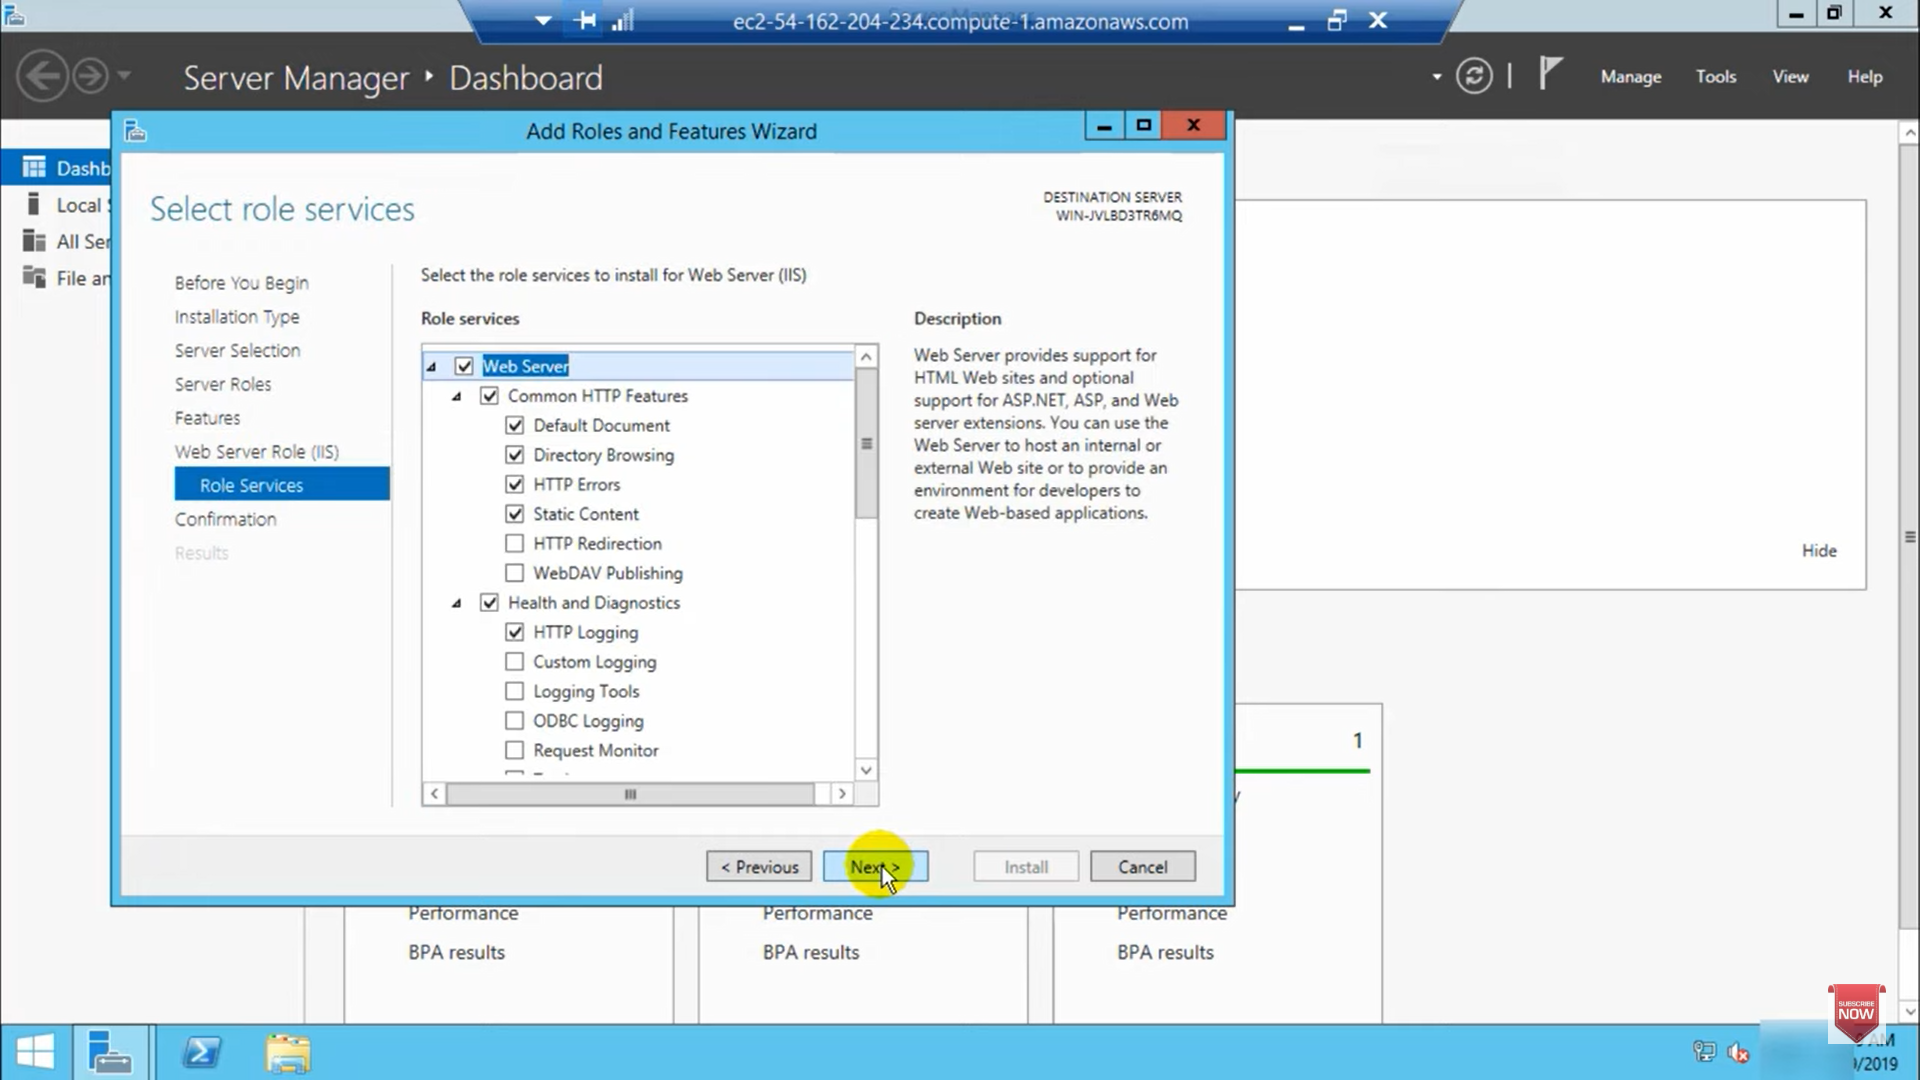 ec2-54-162-204-234.compute-1.amazonaws.com
Server Manager
Dashboard
Manage
Tools
View
Help
Add Roles and Features Wizard
Dashb
Local
All Ser
File an
Select role services
DESTINATION SERVER
WIN-JVLBD3TR6MQ
Before You Begin
Installation Type
Server Selection
Server Roles
Features
Web Server Role (IIS)
Role Services
Confirmation
Results
Select the role services to install for Web Server (IIS)
Role services
Web Server
Common HTTP Features
Default Document
Directory Browsing
HTTP Errors
Static Content
HTTP Redirection
WebDAV Publishing
Health and Diagnostics
HTTP Logging
Custom Logging
Logging Tools
ODBC Logging
Request Monitor
Description
Web Server provides support for
HTML Web sites and optional
support for ASP.NET, ASP, and Web
server extensions. You can use the
Web Server to host an internal or
external Web site or to provide an
environment for developers to
create Web-based applications.
Hide
1
< Previous
Next >
Install
Cancel
Performance
Performance
Performance
BPA results
BPA results
BPA results
SUBSCRIBE
NOW
AM
/2019